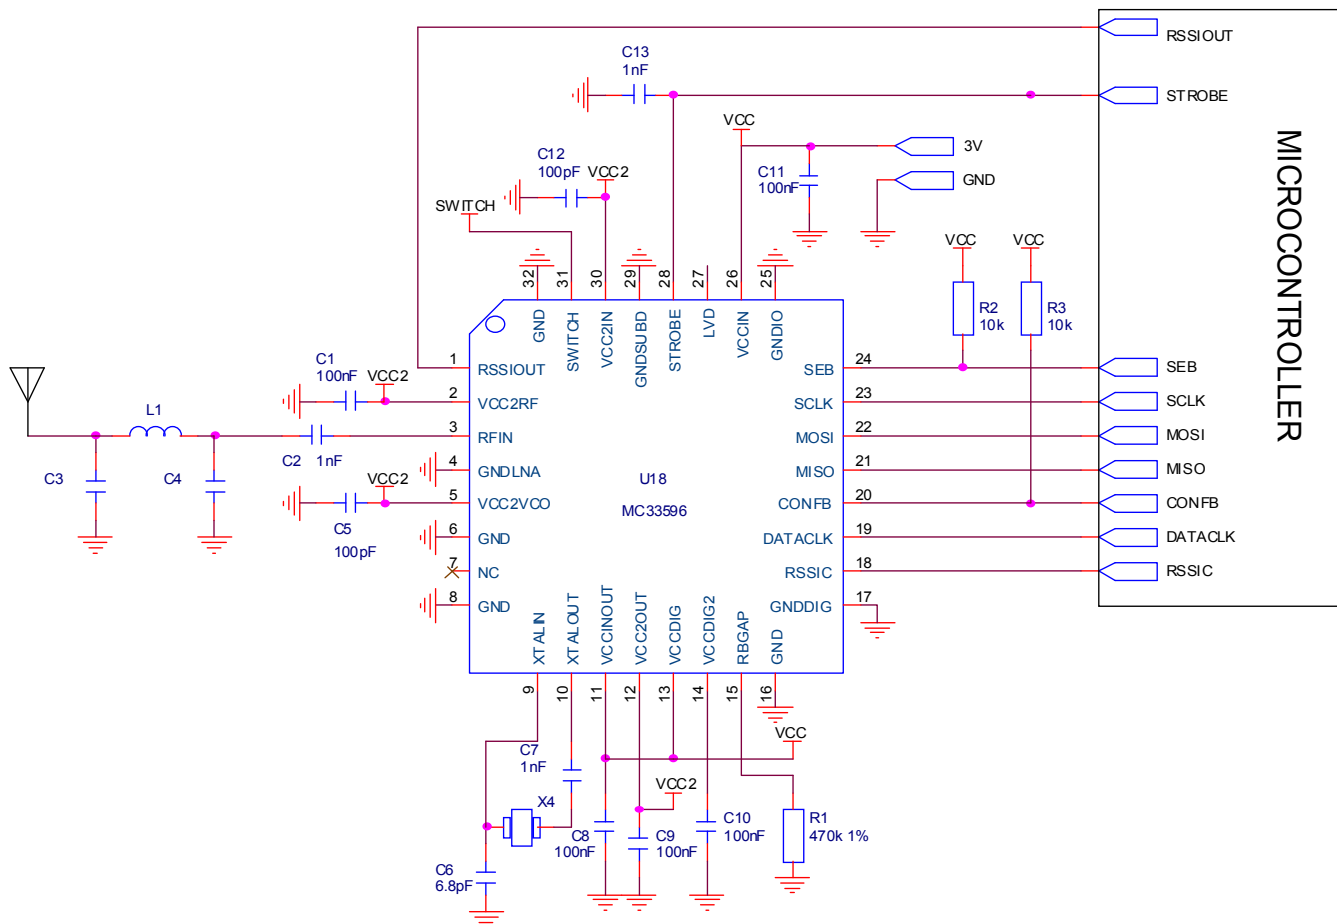 RSSIOUT
C13
1nF
STROBE
VCC
3V
C12
100pF
VCC2
C11
100nF
GND
SWITCH
MICROCONTROLLER
VCC
VCC
32
31
30
29
28
27
26
25
GND
SWITCH
VCC2IN
GNDSUBD
STROBE
LVD
VCCIN
GNDIO
R2
10k
R3
10k
C1
100nF
VCC2
1
RSSIOUT
SEB
24
SEB
2
VCC2RF
SCLK
23
SCLK
L1
3
RFIN
MOSI
22
MOSI
C2
1nF
C3
C4
4
GNDLNA
U18
MISO
21
MISO
VCC2
5
VCC2VCO
MC33596
CONFB
20
CONFB
C5
100pF
6
GND
DATACLK
19
DATACLK
7
NC
RSSIC
18
RSSIC
8
GND
GNDDIG
17
XTALIN
XTALOUT
VCCINOUT
VCC2OUT
VCCDIG
VCCDIG2
RBGAP
GND
9
10
11
12
13
14
15
16
VCC
C7
1nF
VCC2
X4
C8
100nF
C9
100nF
C10
100nF
R1
470k 1%
C6
6.8pF